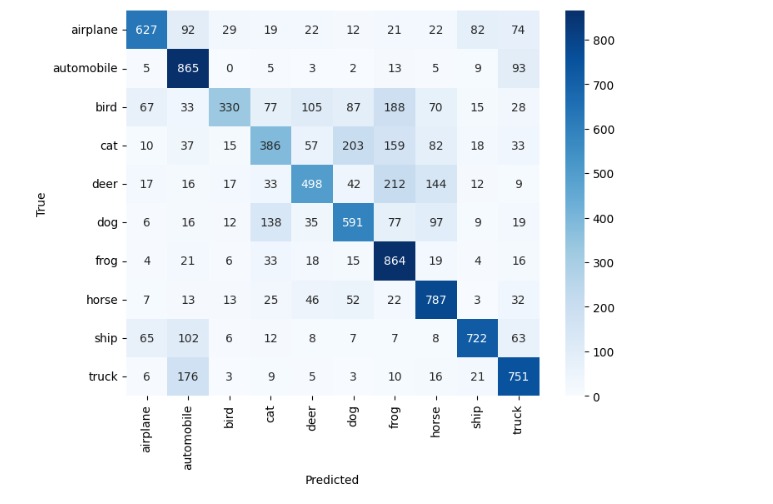 airplane 627 92 29 19 22 12 21 22 82 74
automobile 5 865 0 5 3 2 13 5 9 93
bird 67 33 330 77 105 87 188 70 15 28
cat 10 37 15 386 57 203 159 82 18 33
deer 17 16 17 33 498 42 212 144 12 9
dog 6 16 12 138 35 591 77 97 9 19
frog 4 21 6 33 18 15 864 19 4 16
horse 7 13 13 25 46 52 22 787 3 32
ship 65 102 6 12 8 7 7 8 722 63
truck 6 176 3 9 5 3 10 16 21 751
True
airplane automobile bird cat deer dog frog horse ship truck
Predicted
800
700
600
500
400
300
200
100
0